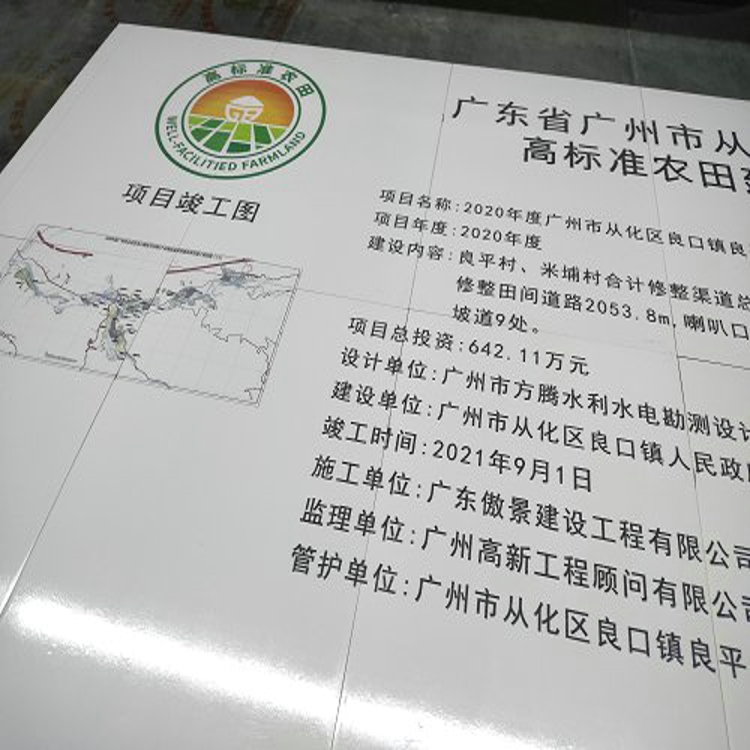 高标准农田
WELL-FACILITIED FARMLAND
项目竣工图
广东省广州市从
高标准农田
项目名称:2020年度广州市从化区良口镇良
项目年度:2020年度
建设内容:良平村、米埔村合计修整渠道总
修整田间道路2053.8m,喇叭口
坡道9处。
项目总投资:642.11万元
设计单位:广州市方腾水利水电勘测设计
建设单位:广州市从化区良口镇人民政
竣工时间:2021年9月1日
施工单位:广东傲景建设工程有限公司
监理单位:广州高新工程顾问有限公司
管护单位:广州市从化区良口镇良平